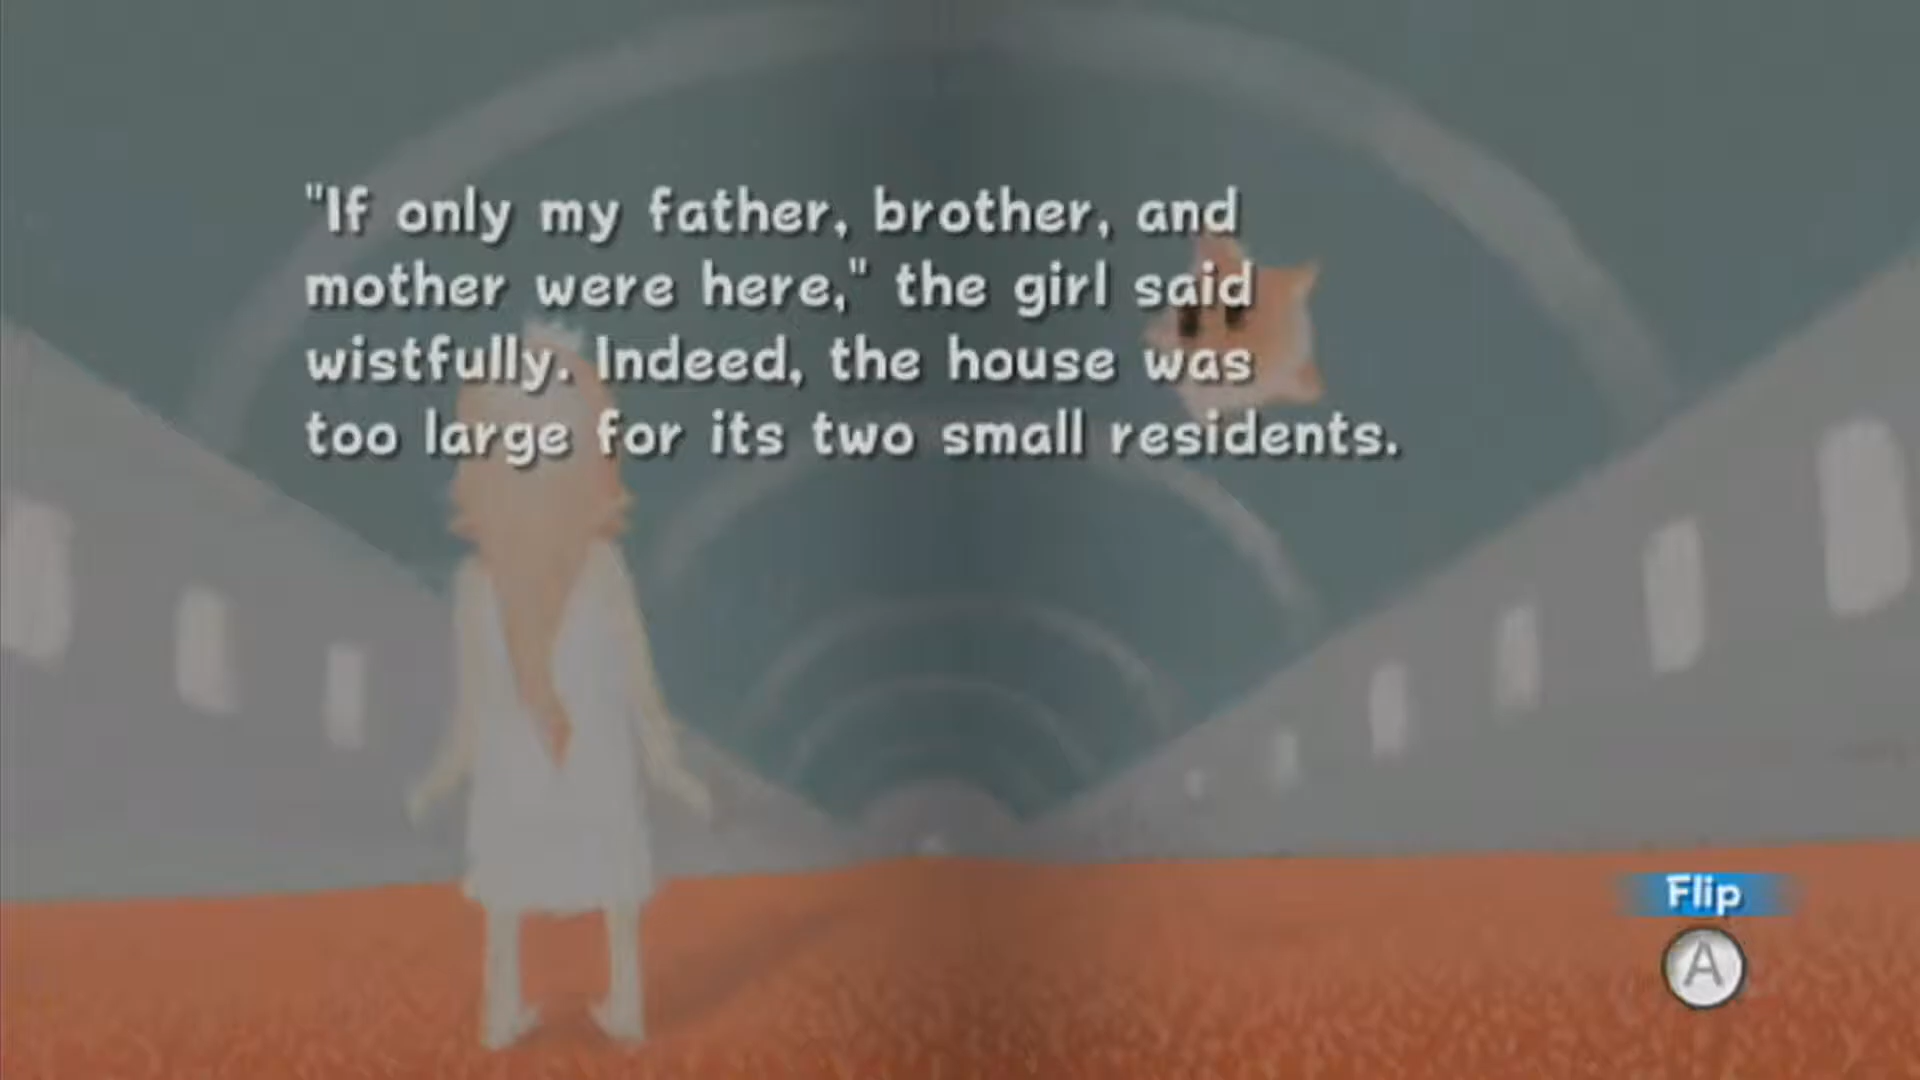 "If only my father, brother, and
mother were here," the girl said
wistfully. Indeed, the house was
too large for its two small residents.
Flip
A